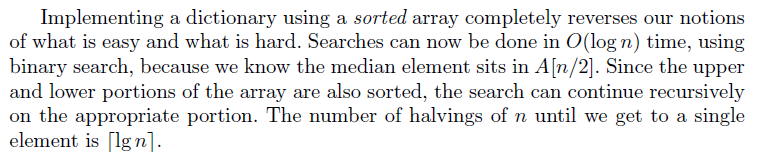 Implementing a dictionary using a sorted array completely reverses our notions
of what is easy and what is hard. Searches can now be done in O(log n) time, using
binary search, because we know the median element sits in A[n/2]. Since the upper
and lower portions of the array are also sorted, the search can continue recursively
on the appropriate portion. The number of halvings of n until we get to a single
element is ⌈lg n⌉.